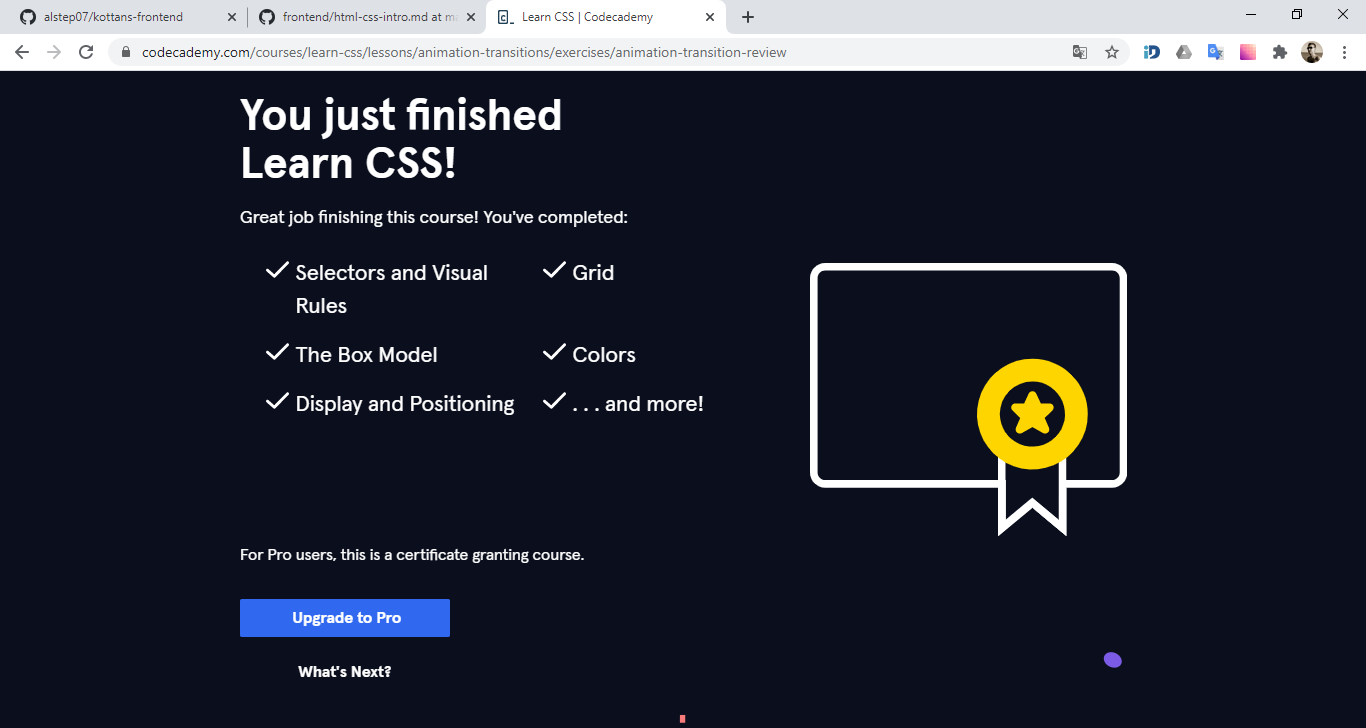 alstep07/kottans-frontend
frontend/html-css-intro.md at ma
Learn CSS | Codecademy
codecademy.com/courses/learn-css/lessons/animation-transitions/exercises/animation-transition-review
You just finished
Learn CSS!
Great job finishing this course! You've completed:
Selectors and Visual
Rules
Grid
The Box Model
Colors
Display and Positioning
. . . and more!
For Pro users, this is a certificate granting course.
Upgrade to Pro
What's Next?